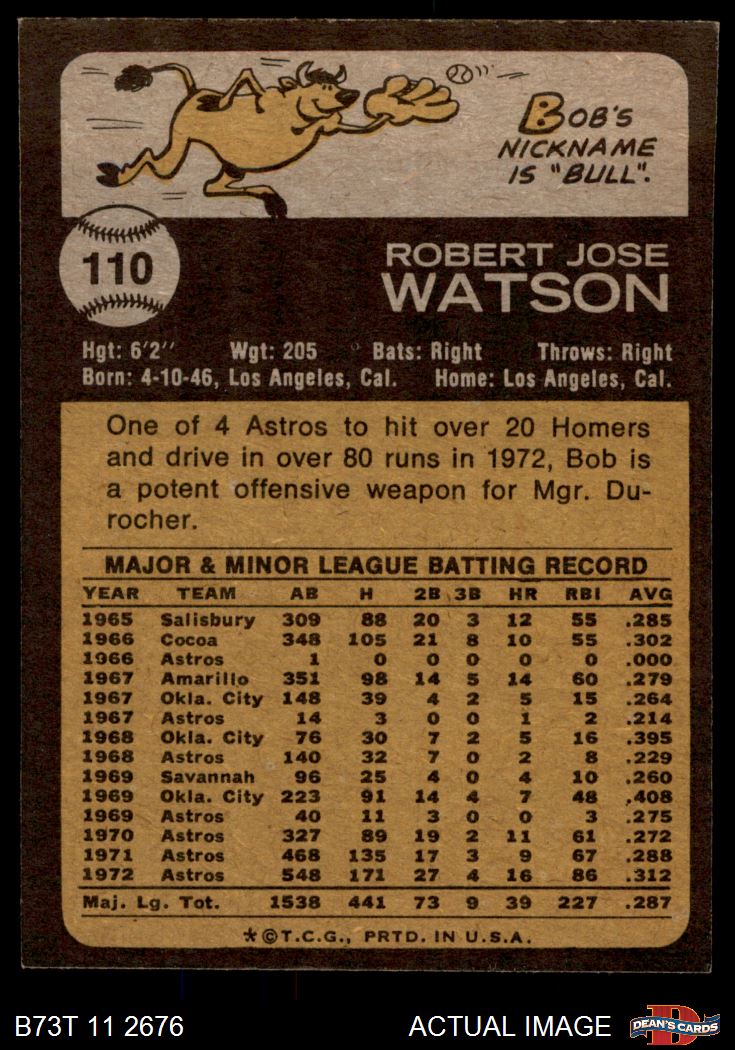 BOB'S
NICKNAME
IS "BULL".
110
ROBERT JOSE
WATSON
Hgt: 6'2" Wgt: 205 Bats: Right Throws: Right
Born: 4-10-46, Los Angeles, Cal. Home: Los Angeles, Cal.
One of 4 Astros to hit over 20 Homers
and drive in over 80 runs in 1972, Bob is
a potent offensive weapon for Mgr. Du-
rocher.
MAJOR & MINOR LEAGUE BATTING RECORD
YEAR TEAM AB H 2B 3B HR RBI AVG
1965 Salisbury 309 88 20 3 12 55 .285
1966 Cocoa 348 105 21 8 10 55 .302
1966 Astros 1 0 0 0 0 0 .000
1967 Amarillo 351 98 14 5 14 60 .279
1967 Okla. City 148 39 4 2 5 15 .264
1967 Astros 14 3 0 0 1 2 .214
1968 Okla. City 76 30 7 2 5 16 .395
1968 Astros 140 32 7 0 2 8 .229
1969 Savannah 96 25 4 0 4 10 .260
1969 Okla. City 223 91 14 4 7 48 .408
1969 Astros 40 11 3 0 0 3 .275
1970 Astros 327 89 19 2 11 61 .272
1971 Astros 468 135 17 3 9 67 .288
1972 Astros 548 171 27 4 16 86 .312
Maj. Lg. Tot. 1538 441 73 9 39 227 .287
*©T.C.G., PRTD. IN U.S.A.
B73T 11 2676 ACTUAL IMAGE
D
DEAN'S CARDS